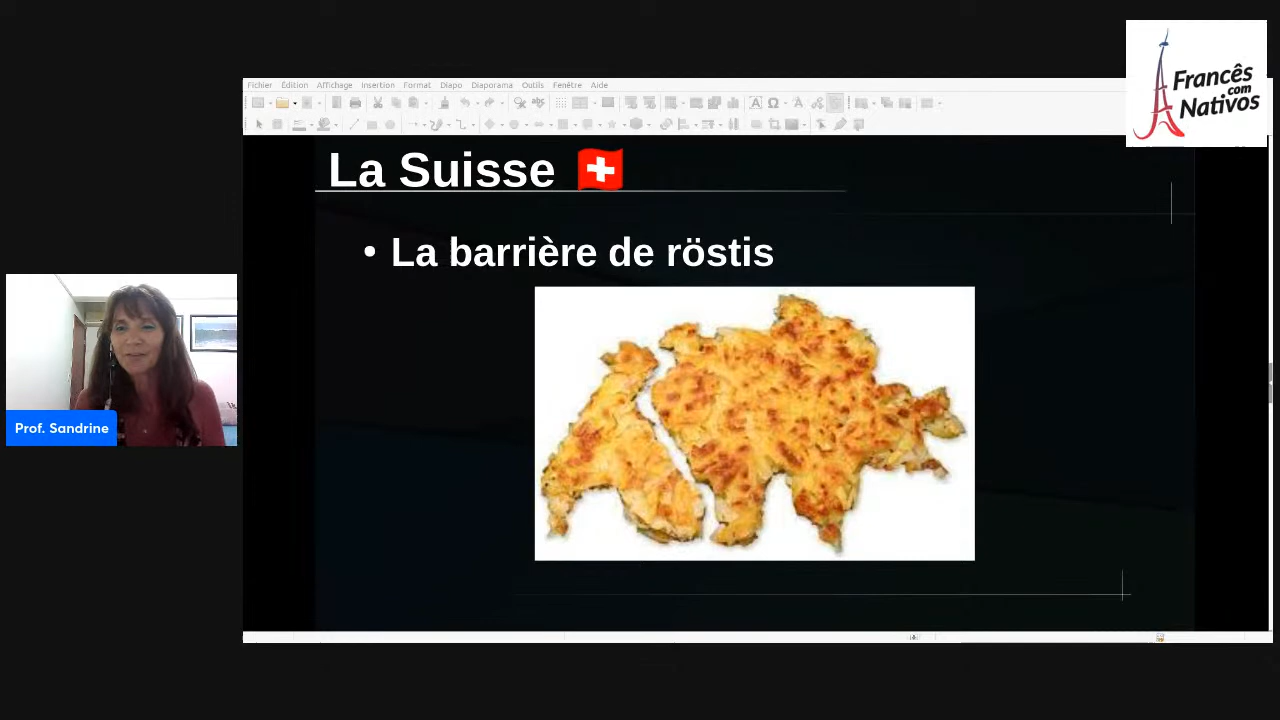 Francês
com
Nativos
Fichier Édition Affichage Insertion Format Diapo Diaporama Outils Fenêtre Aide
La Suisse 🇨🇭
• La barrière de röstis
Prof. Sandrine